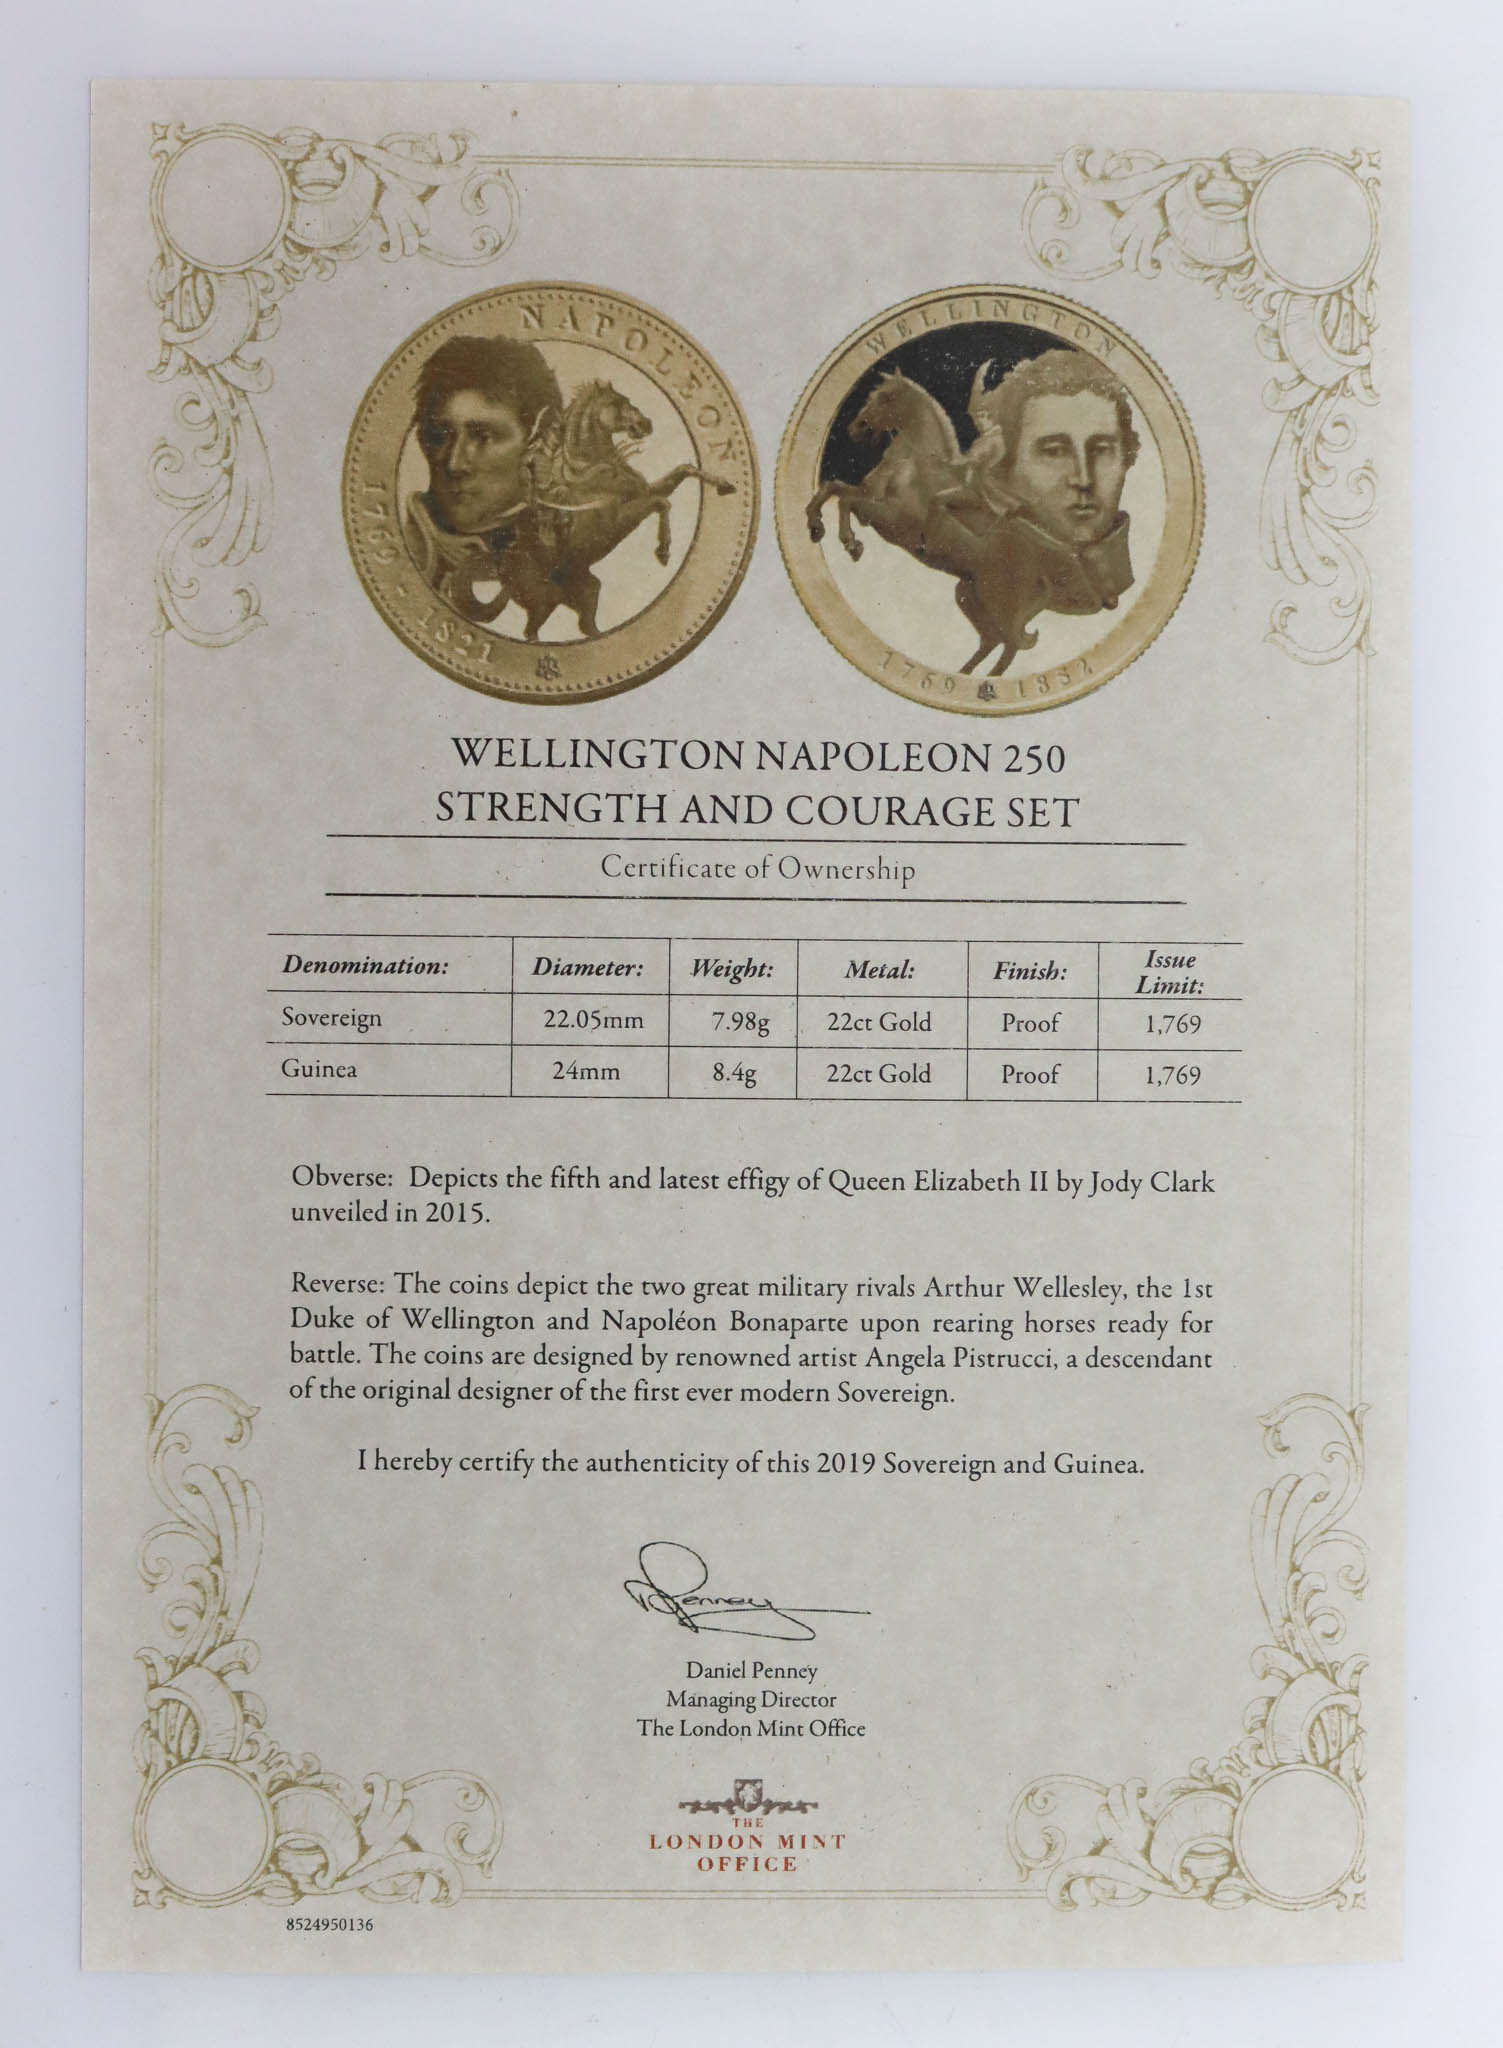 NAPOLEON
1769 - 1821
WELLINGTON
1769 1852
WELLINGTON NAPOLEON 250
STRENGTH AND COURAGE SET
Certificate of Ownership
Denomination: Diameter: Weight: Metal: Finish: Issue Limit:
Sovereign 22.05mm 7.98g 22ct Gold Proof 1,769
Guinea 24mm 8.4g 22ct Gold Proof 1,769
Obverse: Depicts the fifth and latest effigy of Queen Elizabeth II by Jody Clark
unveiled in 2015.
Reverse: The coins depict the two great military rivals Arthur Wellesley, the 1st
Duke of Wellington and Napoléon Bonaparte upon rearing horses ready for
battle. The coins are designed by renowned artist Angela Pistrucci, a descendant
of the original designer of the first ever modern Sovereign.
I hereby certify the authenticity of this 2019 Sovereign and Guinea.
DPenney
Daniel Penney
Managing Director
The London Mint Office
THE
LONDON MINT
OFFICE
8524950136